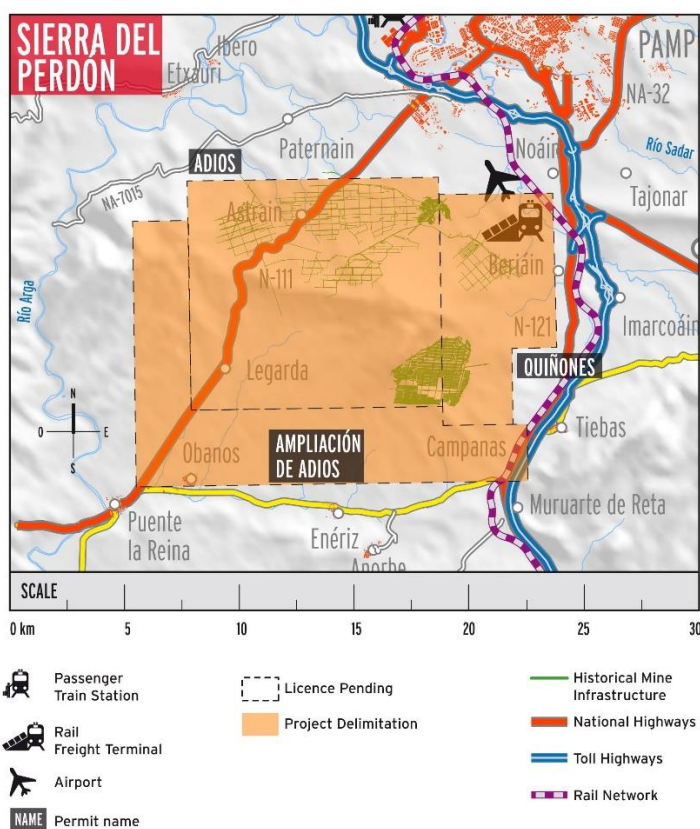 SIERRA DEL
PERDÓN
Ibero
Etxauri
PAMP
NA-32
Río Sadar
ADIOS
Paternain
Noáin
Tajonar
NA-7015
Astrain
Río Arga
N-111
Beriáin
N-121
Imarcoáin
QUIÑONES
Legarda
N
O
E
S
AMPLIACIÓN
DE ADIOS
Campanas
Tiebas
Obanos
Puente
la Reina
Enériz
Muruarte de Reta
SCALE
0 km 5 10 15 20 25 30
Passenger
Train Station
Rail
Freight Terminal
Airport
NAME Permit name
Licence Pending
Project Delimitation
Historical Mine
Infrastructure
National Highways
Toll Highways
Rail Network